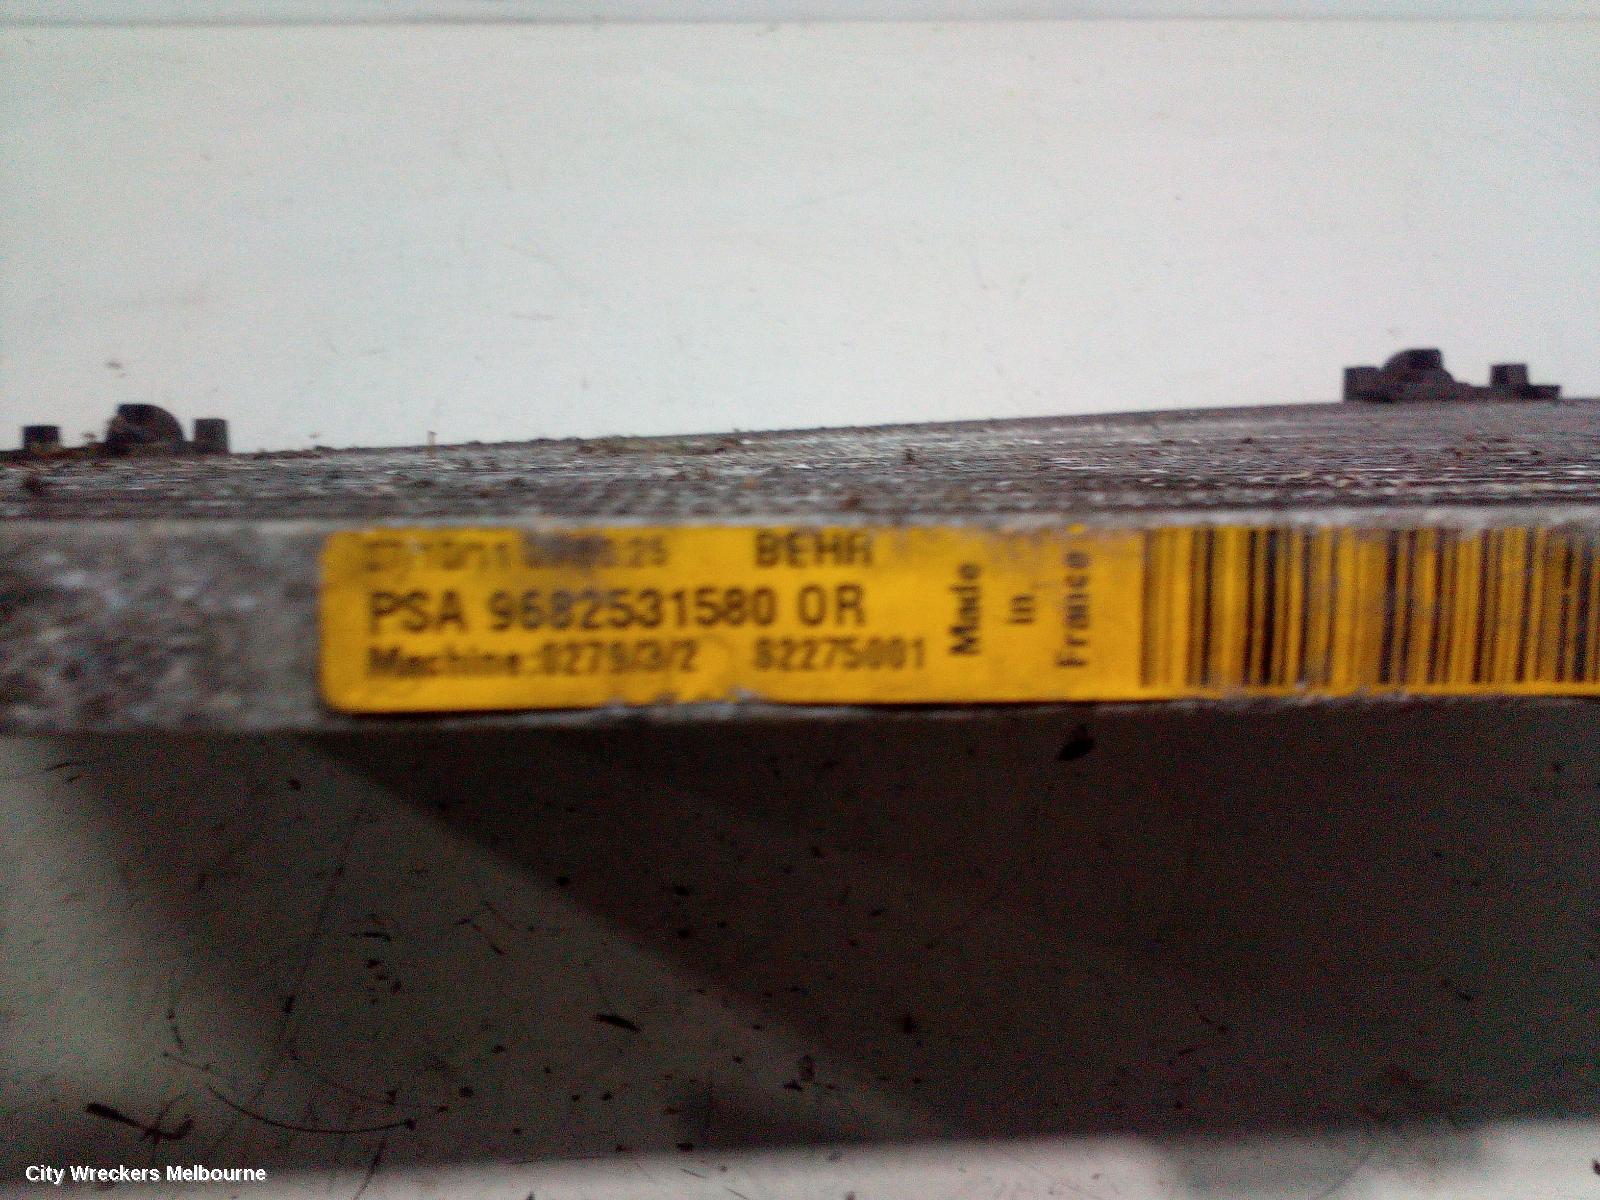 BEHR
PSA 9682531580 OR
Machine:0279/3/2 82275001
Made
in
France
City Wreckers Melbourne